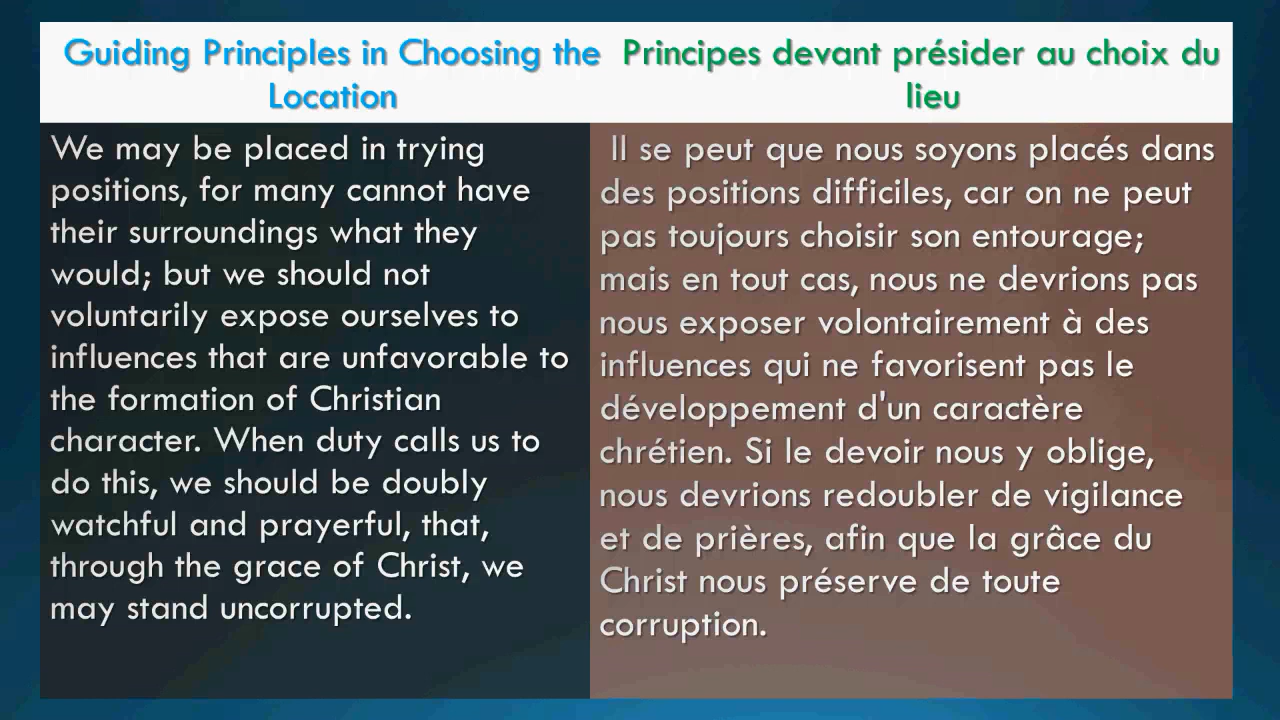 Guiding Principles in Choosing the
Location
We may be placed in trying
positions, for many cannot have
their surroundings what they
would; but we should not
voluntarily expose ourselves to
influences that are unfavorable to
the formation of Christian
character. When duty calls us to
do this, we should be doubly
watchful and prayerful, that,
through the grace of Christ, we
may stand uncorrupted.
Principes devant présider au choix du
lieu
Il se peut que nous soyons placés dans
des positions difficiles, car on ne peut
pas toujours choisir son entourage;
mais en tout cas, nous ne devrions pas
nous exposer volontairement à des
influences qui ne favorisent pas le
développement d'un caractère
chrétien. Si le devoir nous y oblige,
nous devrions redoubler de vigilance
et de prières, afin que la grâce du
Christ nous préserve de toute
corruption.